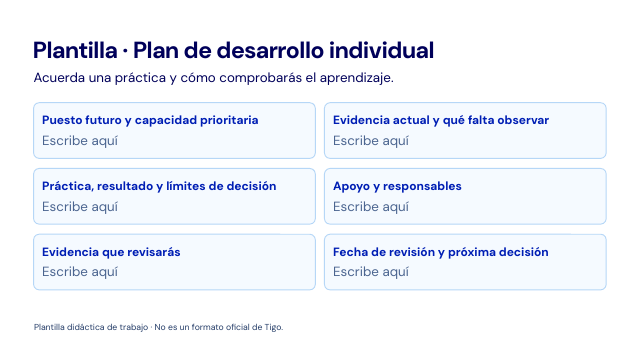 Plantilla · Plan de desarrollo individual
Acuerda una práctica y cómo comprobarás el aprendizaje.
Puesto futuro y capacidad prioritaria
Escribe aquí
Evidencia actual y qué falta observar
Escribe aquí
Práctica, resultado y límites de decisión
Escribe aquí
Apoyo y responsables
Escribe aquí
Evidencia que revisarás
Escribe aquí
Fecha de revisión y próxima decisión
Escribe aquí
Plantilla didáctica de trabajo · No es un formato oficial de Tigo.